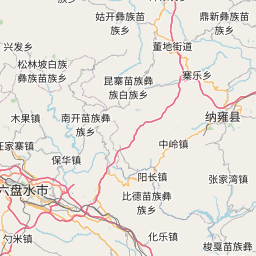 姑开彝族苗
族乡
鼎新彝族苗
族乡
兴发乡
董地街道
松林坡白族
彝族苗族乡
寨乐乡
昆寨苗族彝
族白族乡
木果镇
南开苗族彝
族乡
纳雍县
中岭镇
保华镇
阳长镇
张家湾镇
六盘水市
比德苗族彝
族乡
勺米镇
化乐镇
梭戛苗族彝
族乡